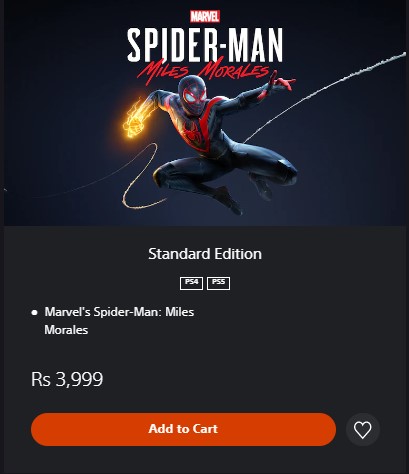 MARVEL
SPIDER-MAN
MILES MORALES
Standard Edition
PS4 PS5
● Marvel's Spider-Man: Miles
Morales
Rs 3,999
Add to Cart